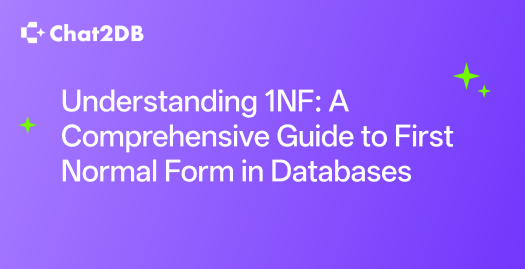 Chat2DB
Understanding 1NF: A
Comprehensive Guide to First
Normal Form in Databases